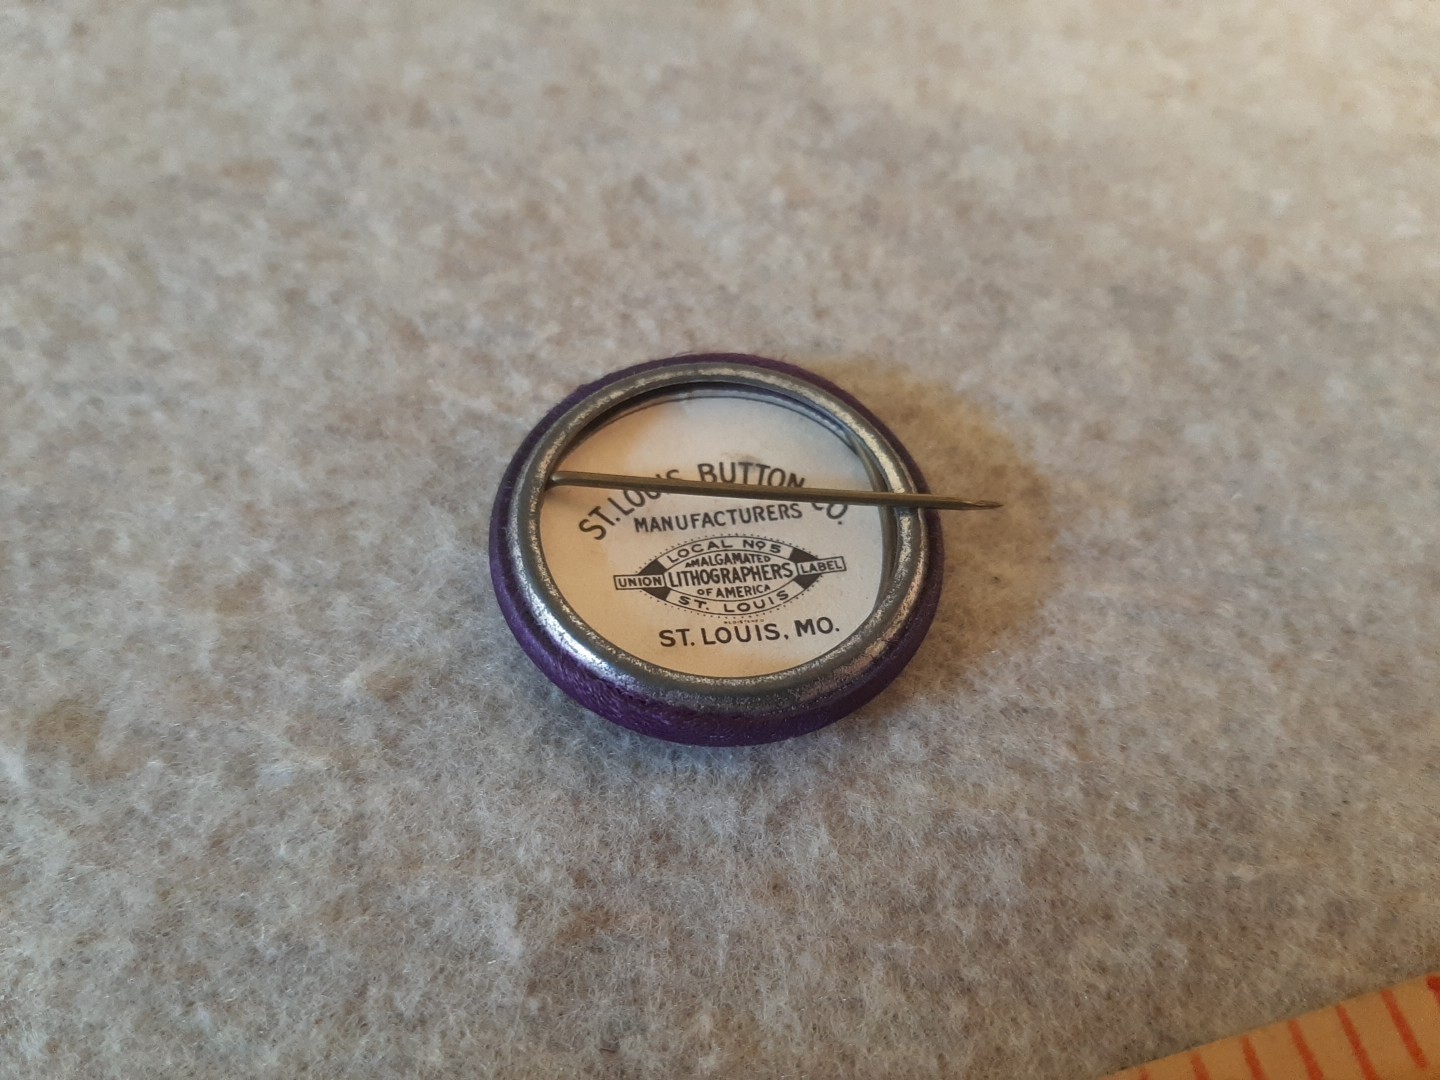 ST. LOUIS BUTTON CO.
MANUFACTURERS
LOCAL No 5
AMALGAMATED
UNION LITHOGRAPHERS LABEL
OF AMERICA
ST. LOUIS
REGISTERED
ST. LOUIS, MO.